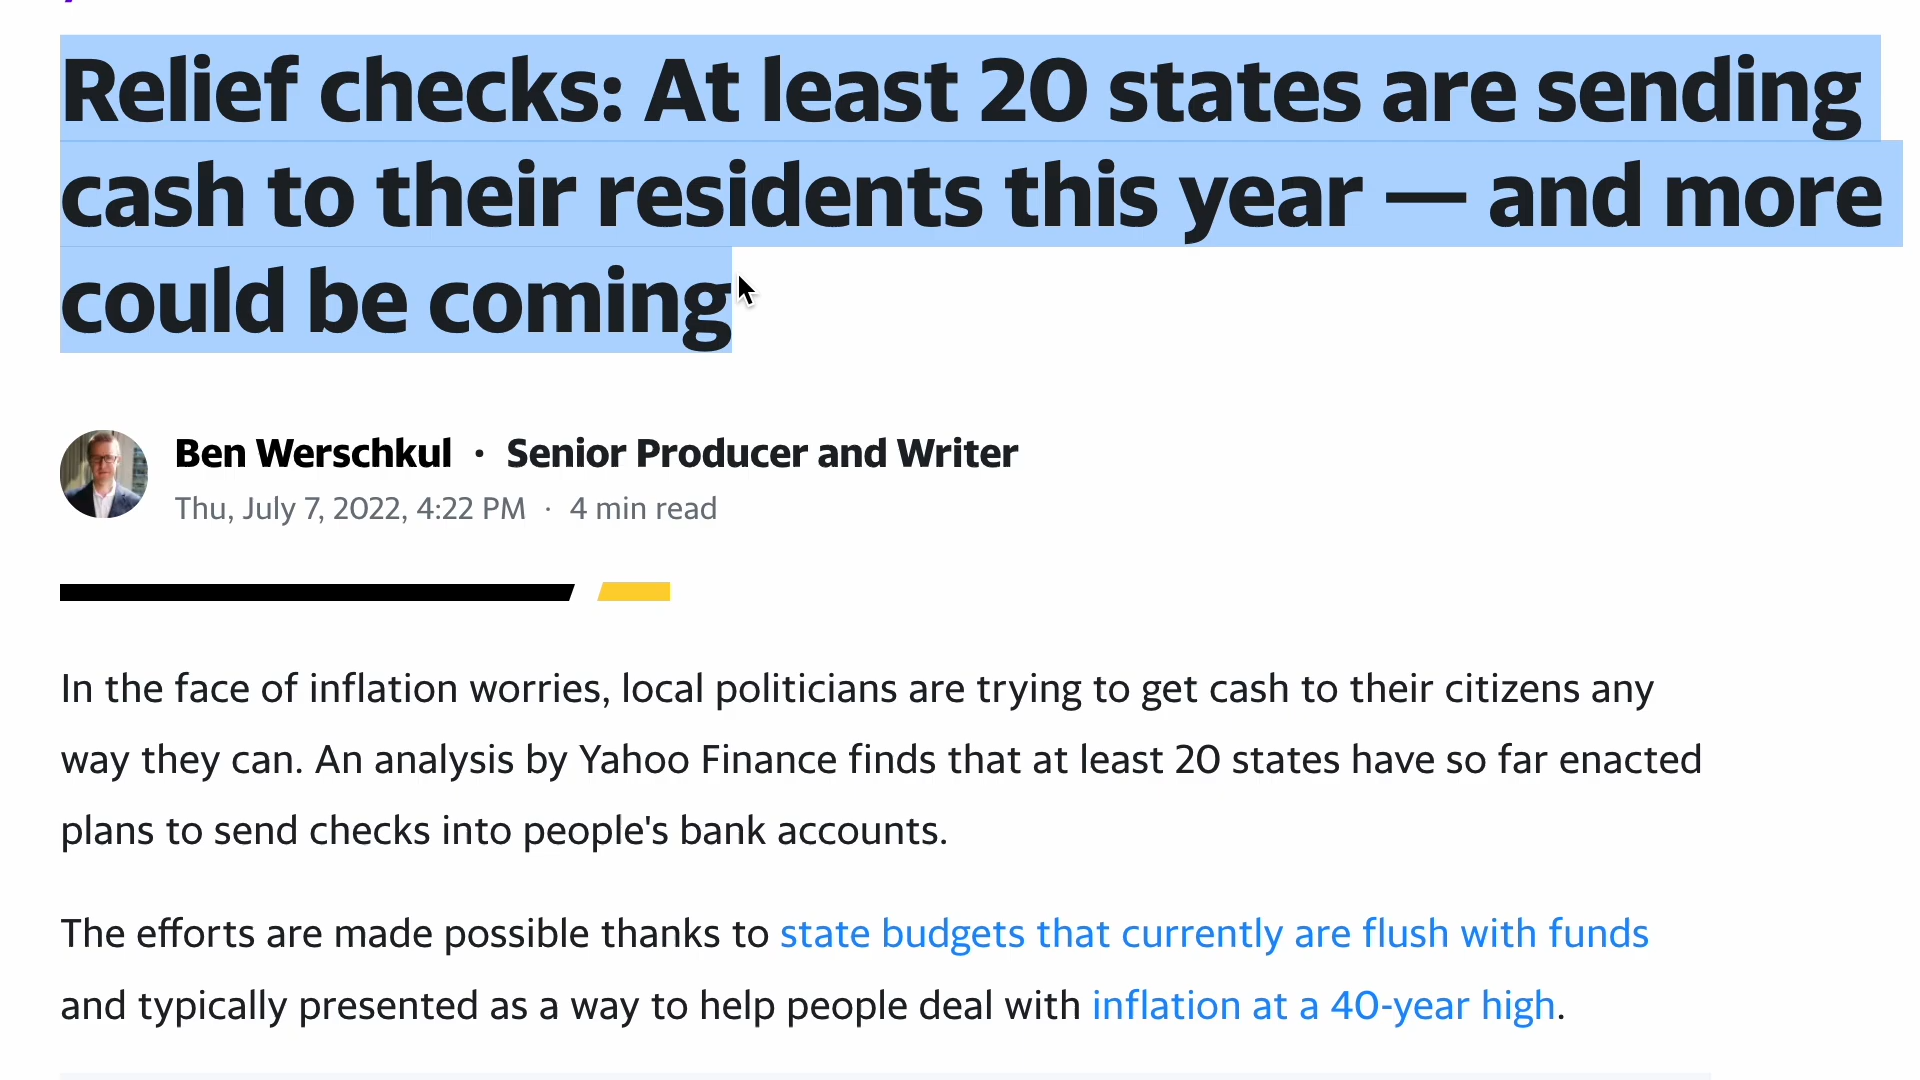 Relief checks: At least 20 states are sending
cash to their residents this year — and more
could be coming
Ben Werschkul · Senior Producer and Writer
Thu, July 7, 2022, 4:22 PM · 4 min read
In the face of inflation worries, local politicians are trying to get cash to their citizens any
way they can. An analysis by Yahoo Finance finds that at least 20 states have so far enacted
plans to send checks into people's bank accounts.
The efforts are made possible thanks to state budgets that currently are flush with funds
and typically presented as a way to help people deal with inflation at a 40-year high.